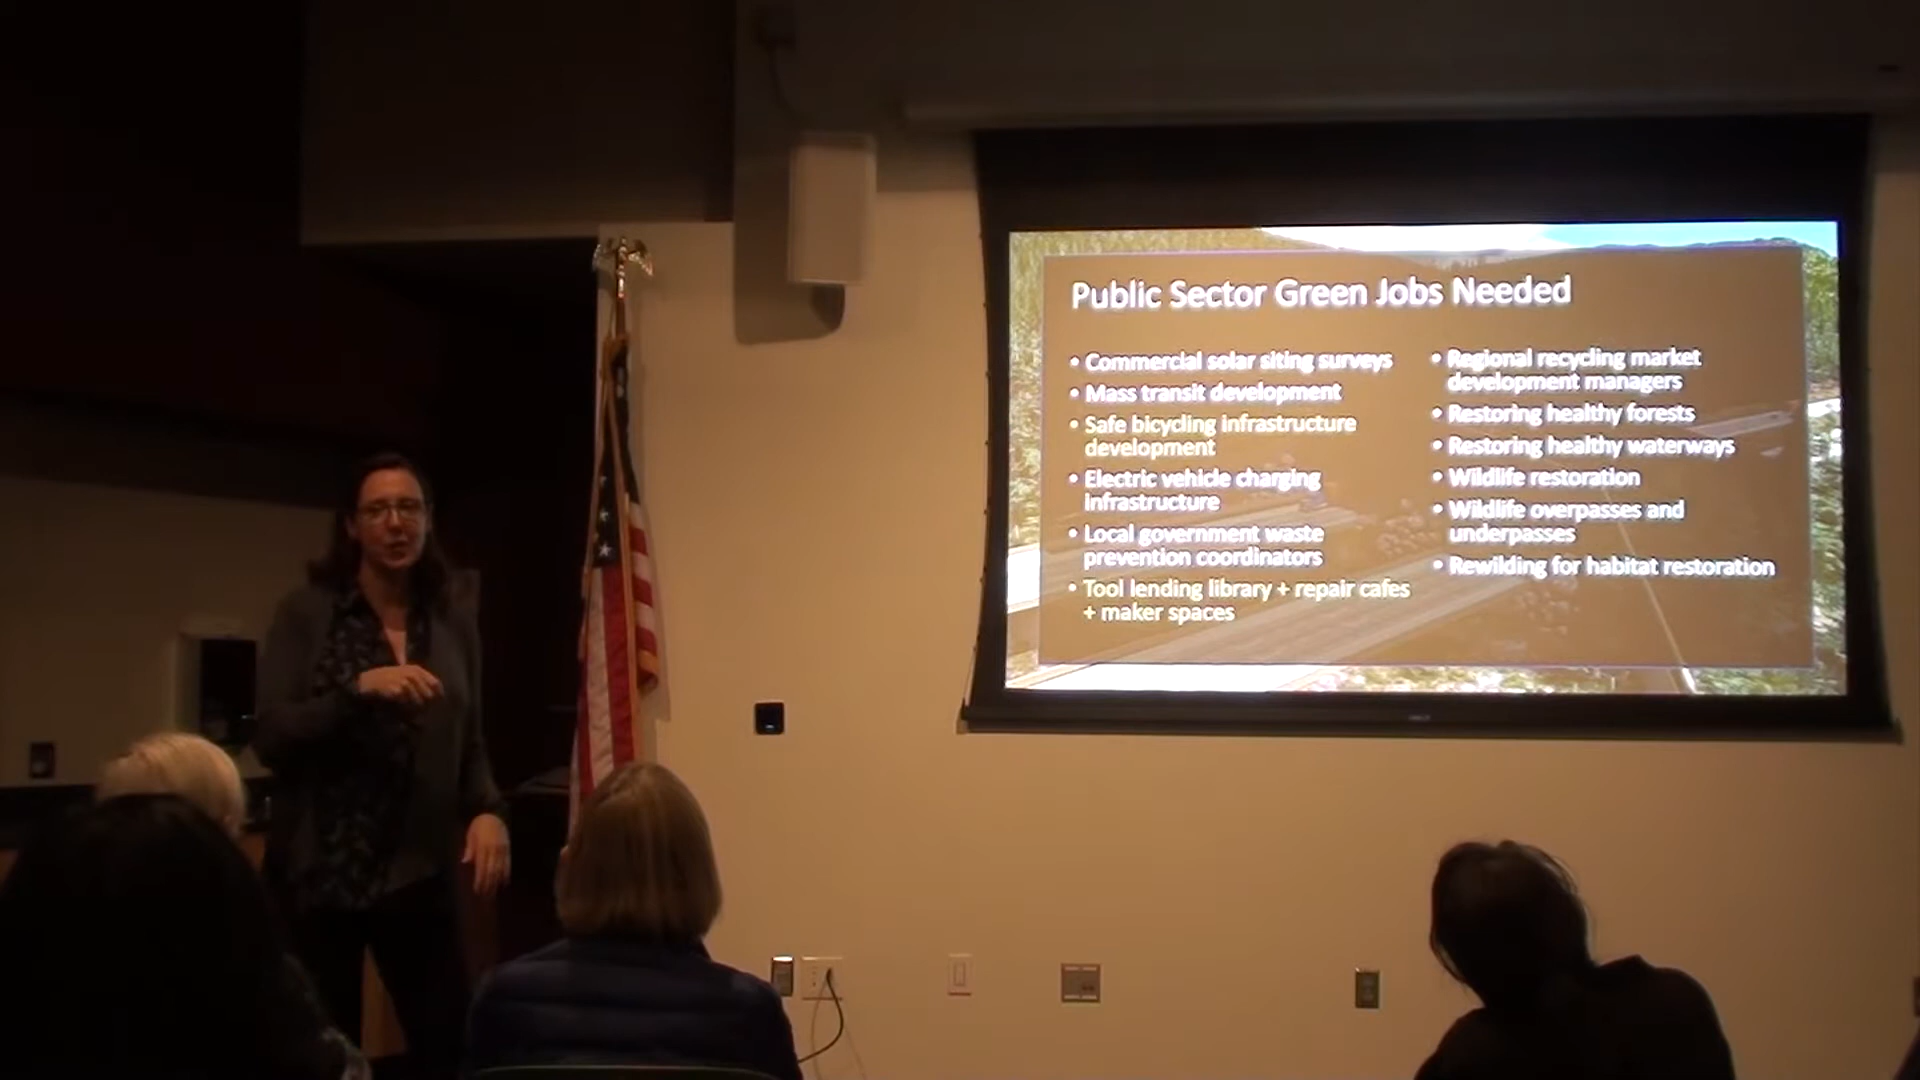 Public Sector Green Jobs Needed
• Commercial solar siting surveys
• Mass transit development
• Safe bicycling infrastructure
development
• Electric vehicle charging
infrastructure
• Local government waste
prevention coordinators
• Tool lending library + repair cafes
+ maker spaces
• Regional recycling market
development managers
• Restoring healthy forests
• Restoring healthy waterways
• Wildlife restoration
• Wildlife overpasses and
underpasses
• Rewilding for habitat restoration